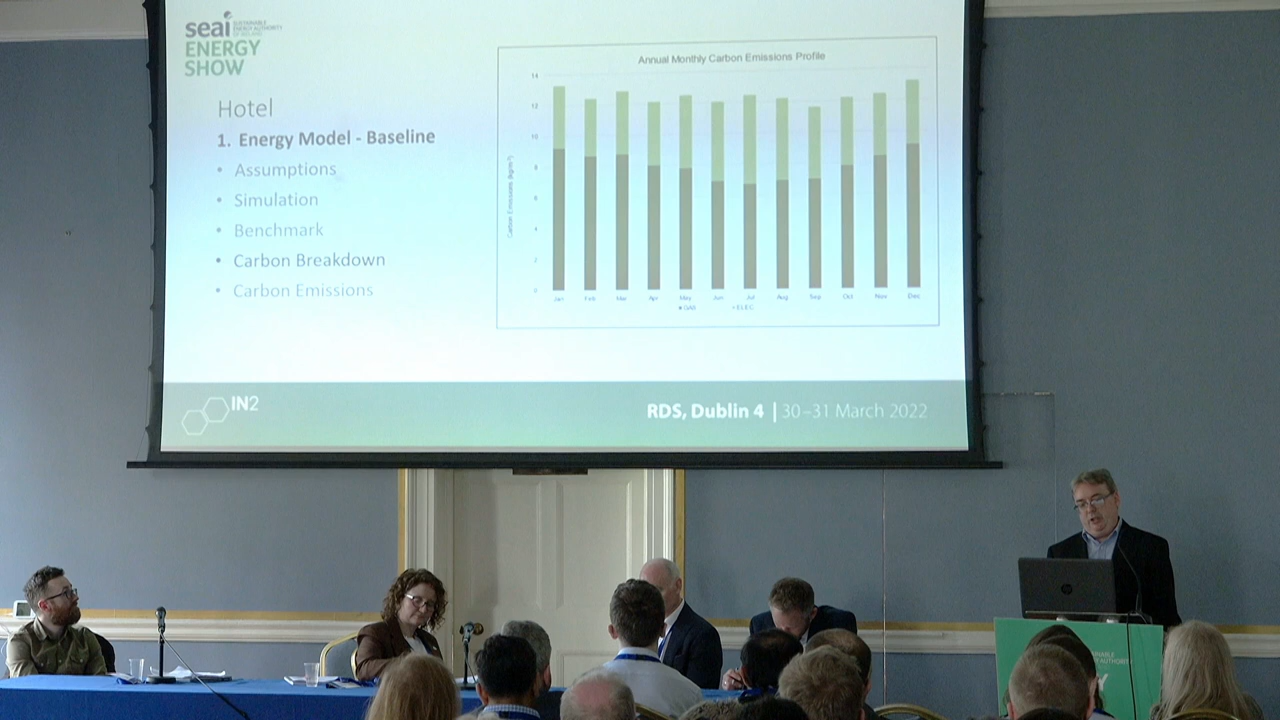 seai SUSTAINABLE ENERGY AUTHORITY OF IRELAND
ENERGY
SHOW
Hotel
1. Energy Model - Baseline
• Assumptions
• Simulation
• Benchmark
• Carbon Breakdown
• Carbon Emissions
Annual Monthly Carbon Emissions Profile
14
12
10
8
6
4
2
0
Jan Feb Mar Apr May Jun Jul Aug Sep Oct Nov Dec
GAS ELEC
IN2
RDS, Dublin 4 | 30–31 March 2022